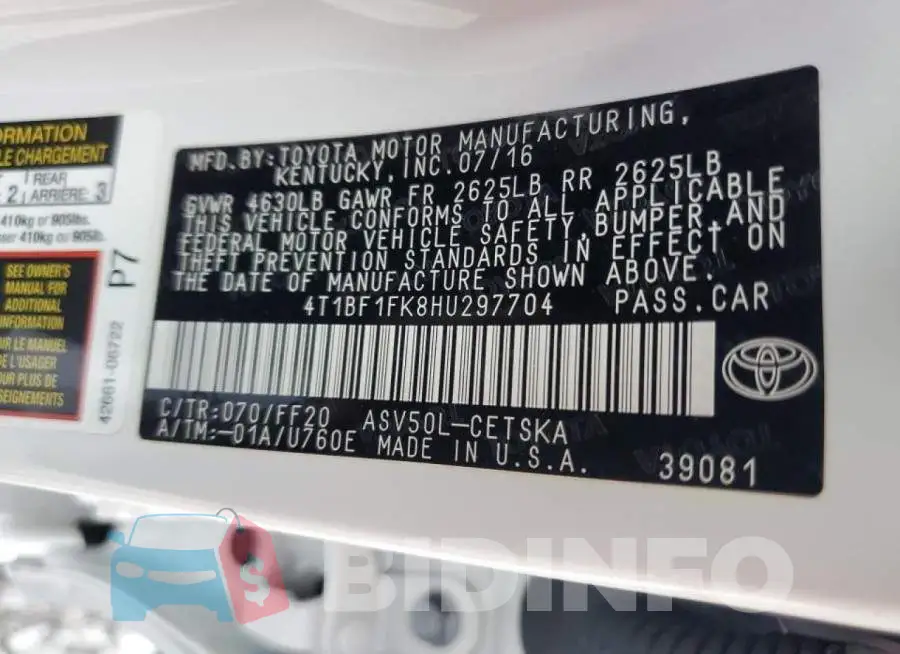 ORMATION
LE CHARGEMENT
REAR
2 ARRIERE 3
410kg or 905lbs.
ser 410kg ou 905lb.
SEE OWNER'S
MANUAL FOR
ADDITIONAL
INFORMATION
OIR LE MANUEL
DE L'USAGER
OUR PLUS DE
SEIGNEMENTS
P7
42661-06722
MFD.BY:TOYOTA MOTOR MANUFACTURING,
KENTUCKY,INC.07/16
GVWR 4630LB GAWR FR 2625LB RR 2625LB
THIS VEHICLE CONFORMS TO ALL APPLICABLE
FEDERAL MOTOR VEHICLE SAFETY,BUMPER,AND
THEFT PREVENTION STANDARDS IN EFFECT ON
THE DATE OF MANUFACTURE SHOWN ABOVE.
4T1BF1FK8HU297704 PASS.CAR
C/TR:070/FF20 ASV50L-CETSKA
A/TM:-01A/U760E MADE IN U.S.A.
39081
BIDINFO